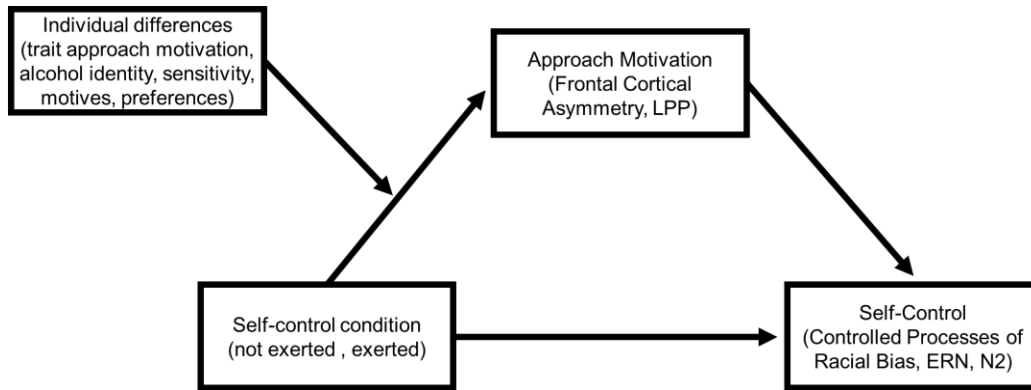 Individual differences
(trait approach motivation,
alcohol identity, sensitivity,
motives, preferences)
Approach Motivation
(Frontal Cortical
Asymmetry, LPP)
Self-control condition
(not exerted , exerted)
Self-Control
(Controlled Processes of
Racial Bias, ERN, N2)